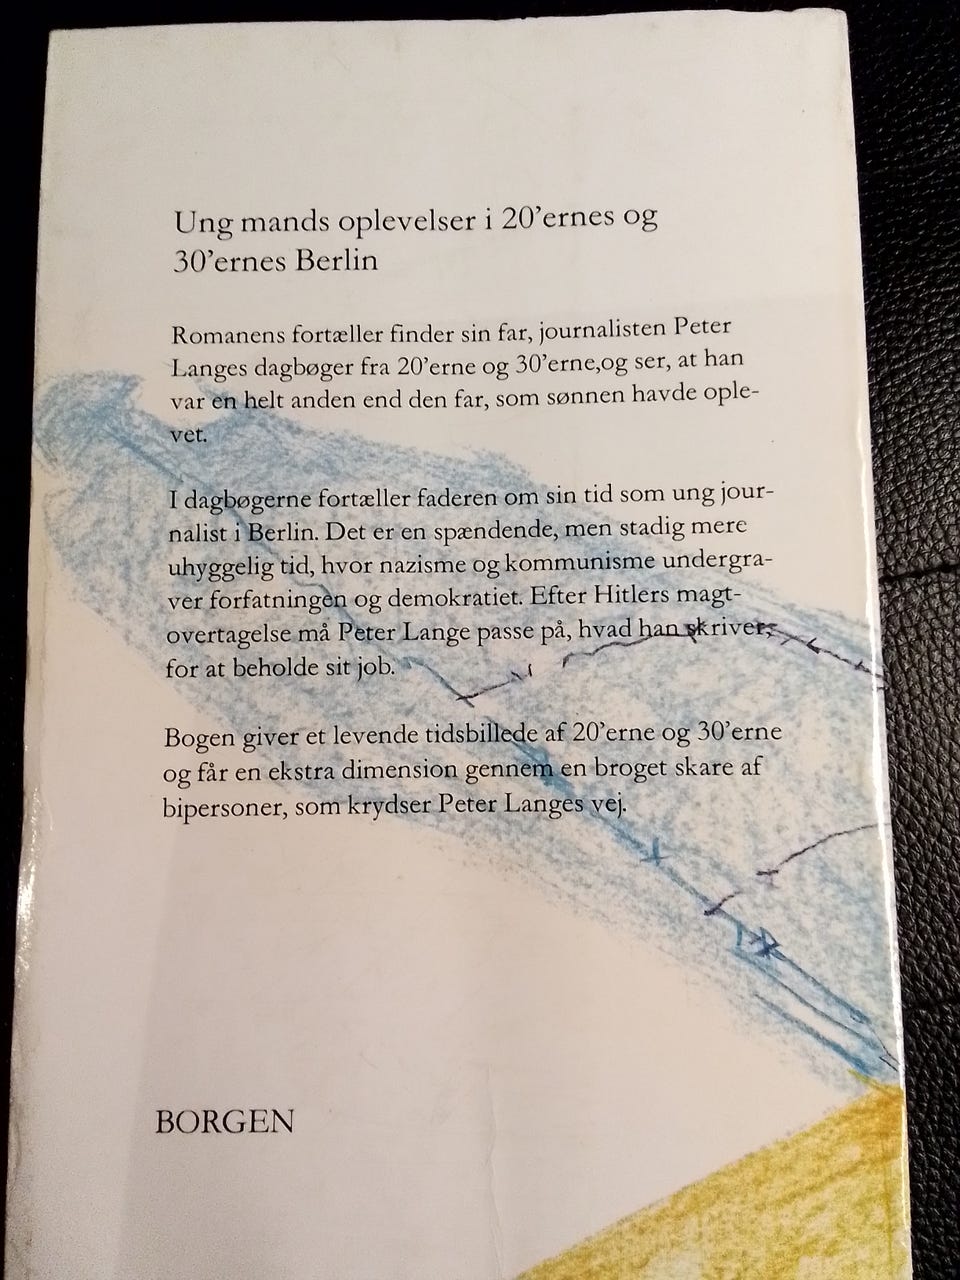 Ung mands oplevelser i 20'ernes og
30'ernes Berlin
Romanens fortæller finder sin far, journalisten Peter
Langes dagbøger fra 20'erne og 30'erne,og ser, at han
var en helt anden end den far, som sønnen havde ople-
vet.
I dagbøgerne fortæller faderen om sin tid som ung jour-
nalist i Berlin. Det er en spændende, men stadig mere
uhyggelig tid, hvor nazisme og kommunisme undergra-
ver forfatningen og demokratiet. Efter Hitlers magt-
overtagelse må Peter Lange passe på, hvad han skriver,
for at beholde sit job.
Bogen giver et levende tidsbillede af 20'erne og 30'erne
og får en ekstra dimension gennem en broget skare af
bipersoner, som krydser Peter Langes vej.
BORGEN